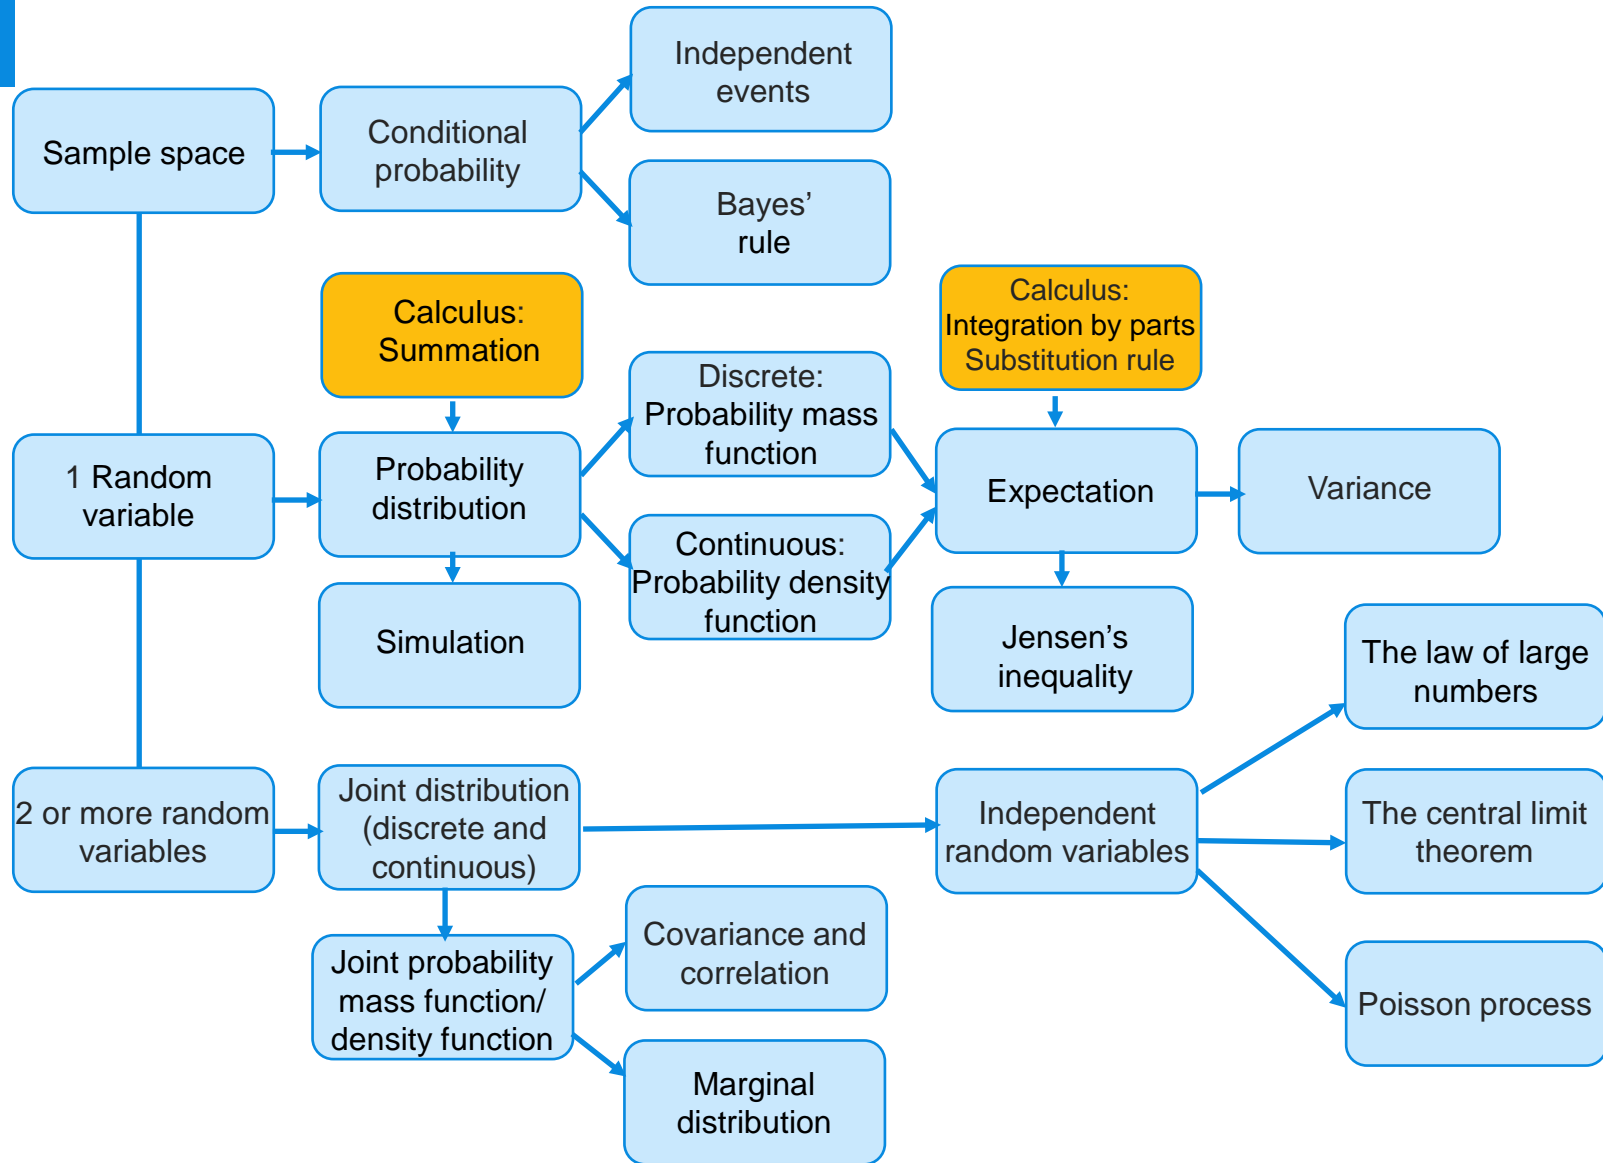 Independent
events
Sample space
Conditional
probability
Bayes’
rule
Calculus:
Summation
Calculus:
Integration by parts
Substitution rule
Discrete:
Probability mass
function
1 Random
variable
Probability
distribution
Expectation
Variance
Continuous:
Probability density
function
Simulation
Jensen’s
inequality
The law of large
numbers
2 or more random
variables
Joint distribution
(discrete and
continuous)
Independent
random variables
The central limit
theorem
Joint probability
mass function/
density function
Covariance and
correlation
Poisson process
Marginal
distribution